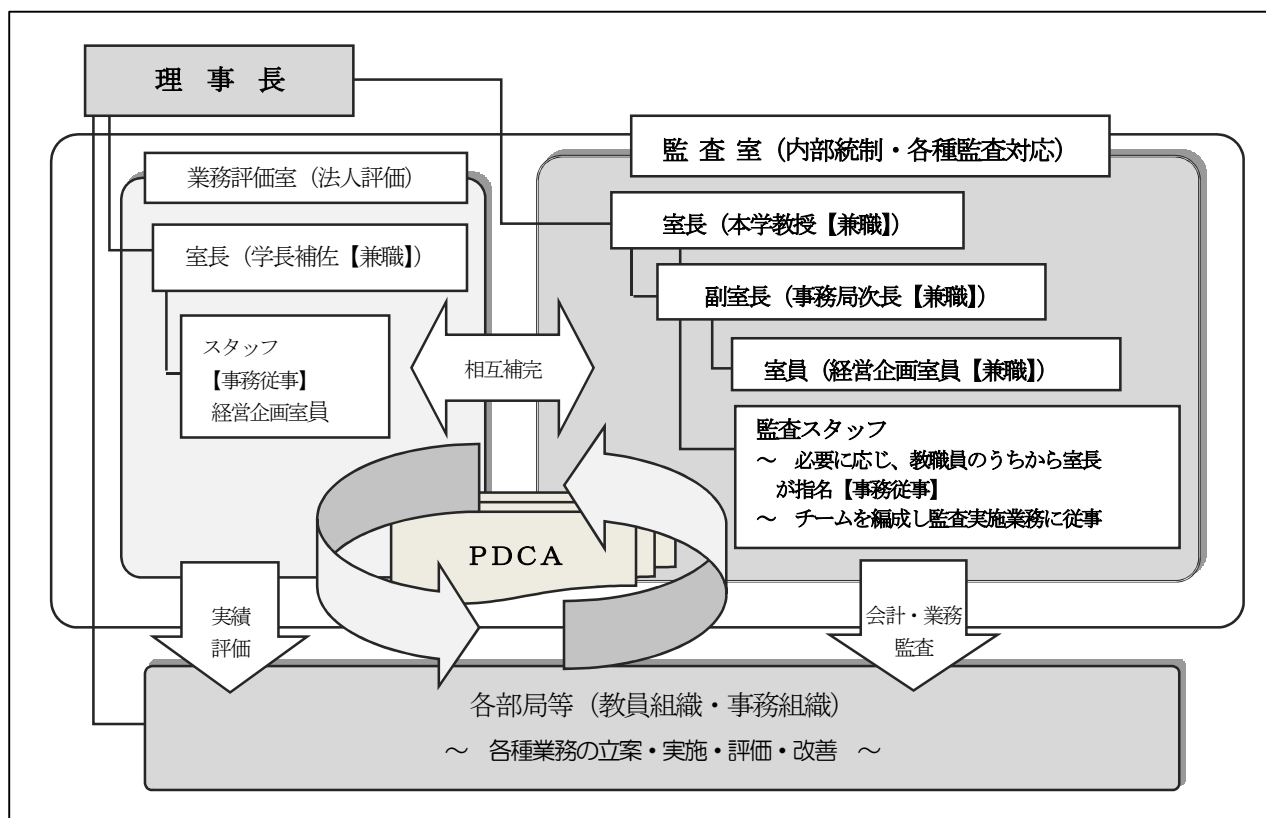 理 事 長
監 査 室（内部統制・各種監査対応）
業務評価室（法人評価）
室長（本学教授【兼職】）
室長（学長補佐【兼職】）
副室長（事務局次長【兼職】）
スタッフ
【事務従事】
経営企画室員
相互補完
室員（経営企画室員【兼職】）
監査スタッフ
～ 必要に応じ、教職員のうちから室長
が指名【事務従事】
～ チームを編成し監査実施業務に従事
PDCA
実績
評価
会計・業務
監査
各部局等（教員組織・事務組織）
～ 各種業務の立案・実施・評価・改善 ～